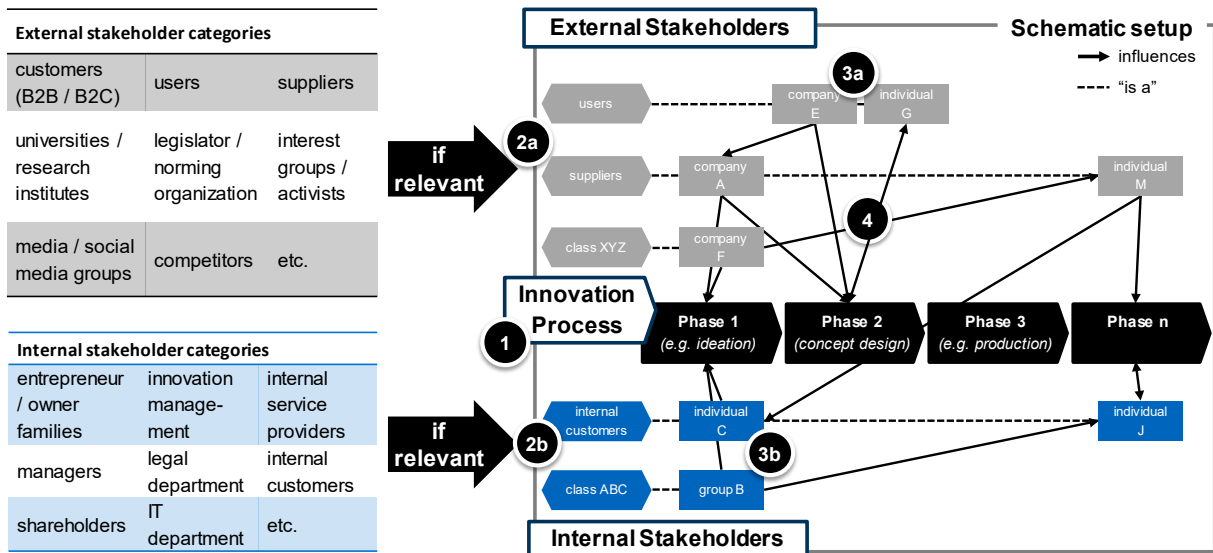 External stakeholder categories
customers
(B2B / B2C)
users
suppliers
universities /
research
institutes
legislator /
norming
organization
interest
groups /
activists
media / social
media groups
competitors
etc.
Internal stakeholder categories
entrepreneur
/ owner
families
innovation
manage-
ment
internal
service
providers
managers
legal
department
internal
customers
shareholders
IT
department
etc.
if
relevant
2a
if
relevant
2b
External Stakeholders
Schematic setup
influences
"is a"
3a
users
company
E
individual
G
suppliers
company
A
individual
M
4
class XYZ
company
F
Innovation
Process
1
Phase 1
(e.g. ideation)
Phase 2
(concept design)
Phase 3
(e.g. production)
Phase n
internal
customers
individual
C
individual
J
3b
class ABC
group B
Internal Stakeholders